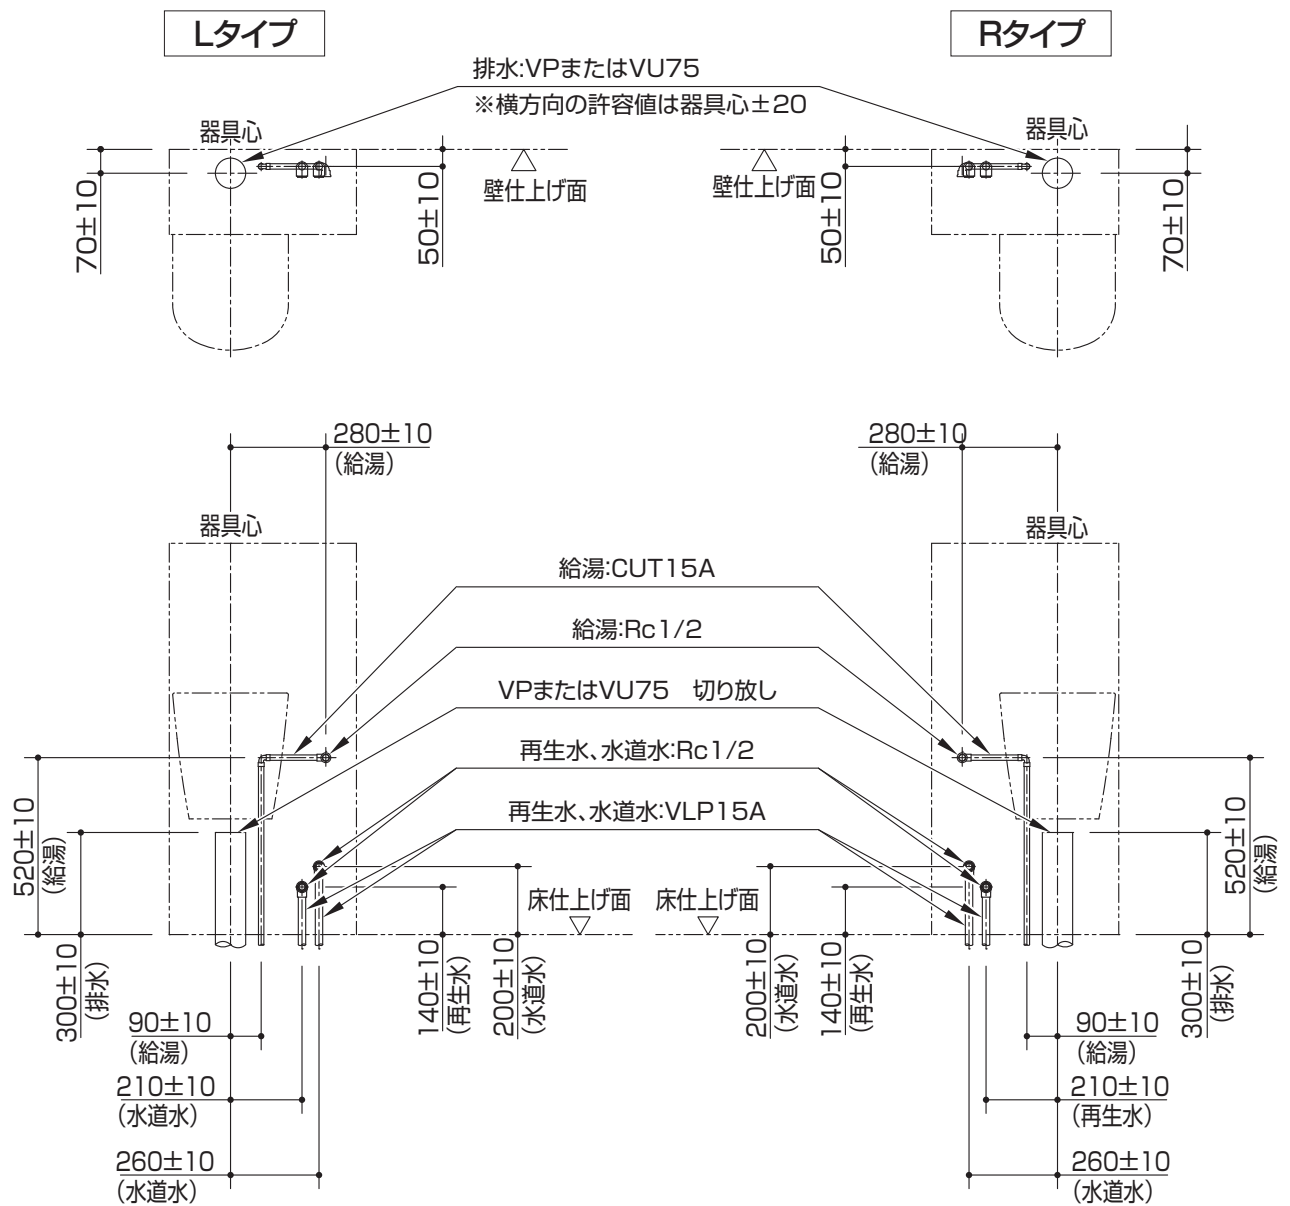 Lタイプ
Rタイプ
排水:VPまたはVU75
※横方向の許容値は器具心±20
器具心
器具心
70±10
50±10
壁仕上げ面
壁仕上げ面
50±10
70±10
280±10
(給湯)
280±10
(給湯)
器具心
器具心
給湯:CUT15A
給湯:Rc1/2
VPまたはVU75　切り放し
再生水、水道水:Rc1/2
再生水、水道水:VLP15A
520±10
(給湯)
300±10
(排水)
床仕上げ面
床仕上げ面
140±10
(再生水)
200±10
(水道水)
200±10
(水道水)
140±10
(再生水)
520±10
(給湯)
300±10
(排水)
90±10
(給湯)
90±10
(給湯)
210±10
(水道水)
210±10
(再生水)
260±10
(水道水)
260±10
(水道水)